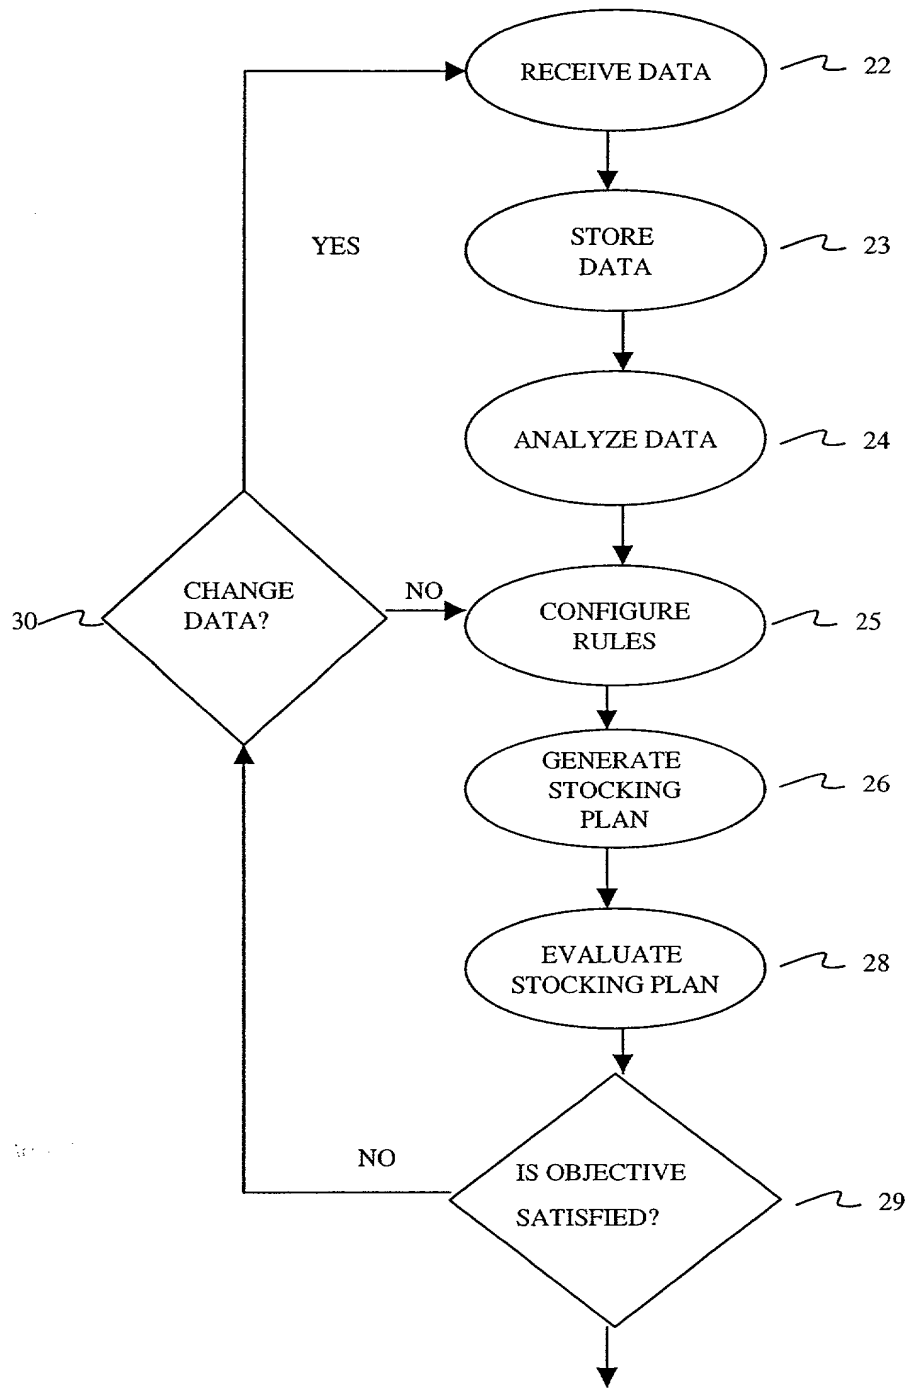 RECEIVE DATA
22
YES
STORE
DATA
23
ANALYZE DATA
24
CHANGE
DATA?
30
NO
CONFIGURE
RULES
25
GENERATE
STOCKING
PLAN
26
EVALUATE
STOCKING PLAN
28
NO
IS OBJECTIVE
SATISFIED?
29